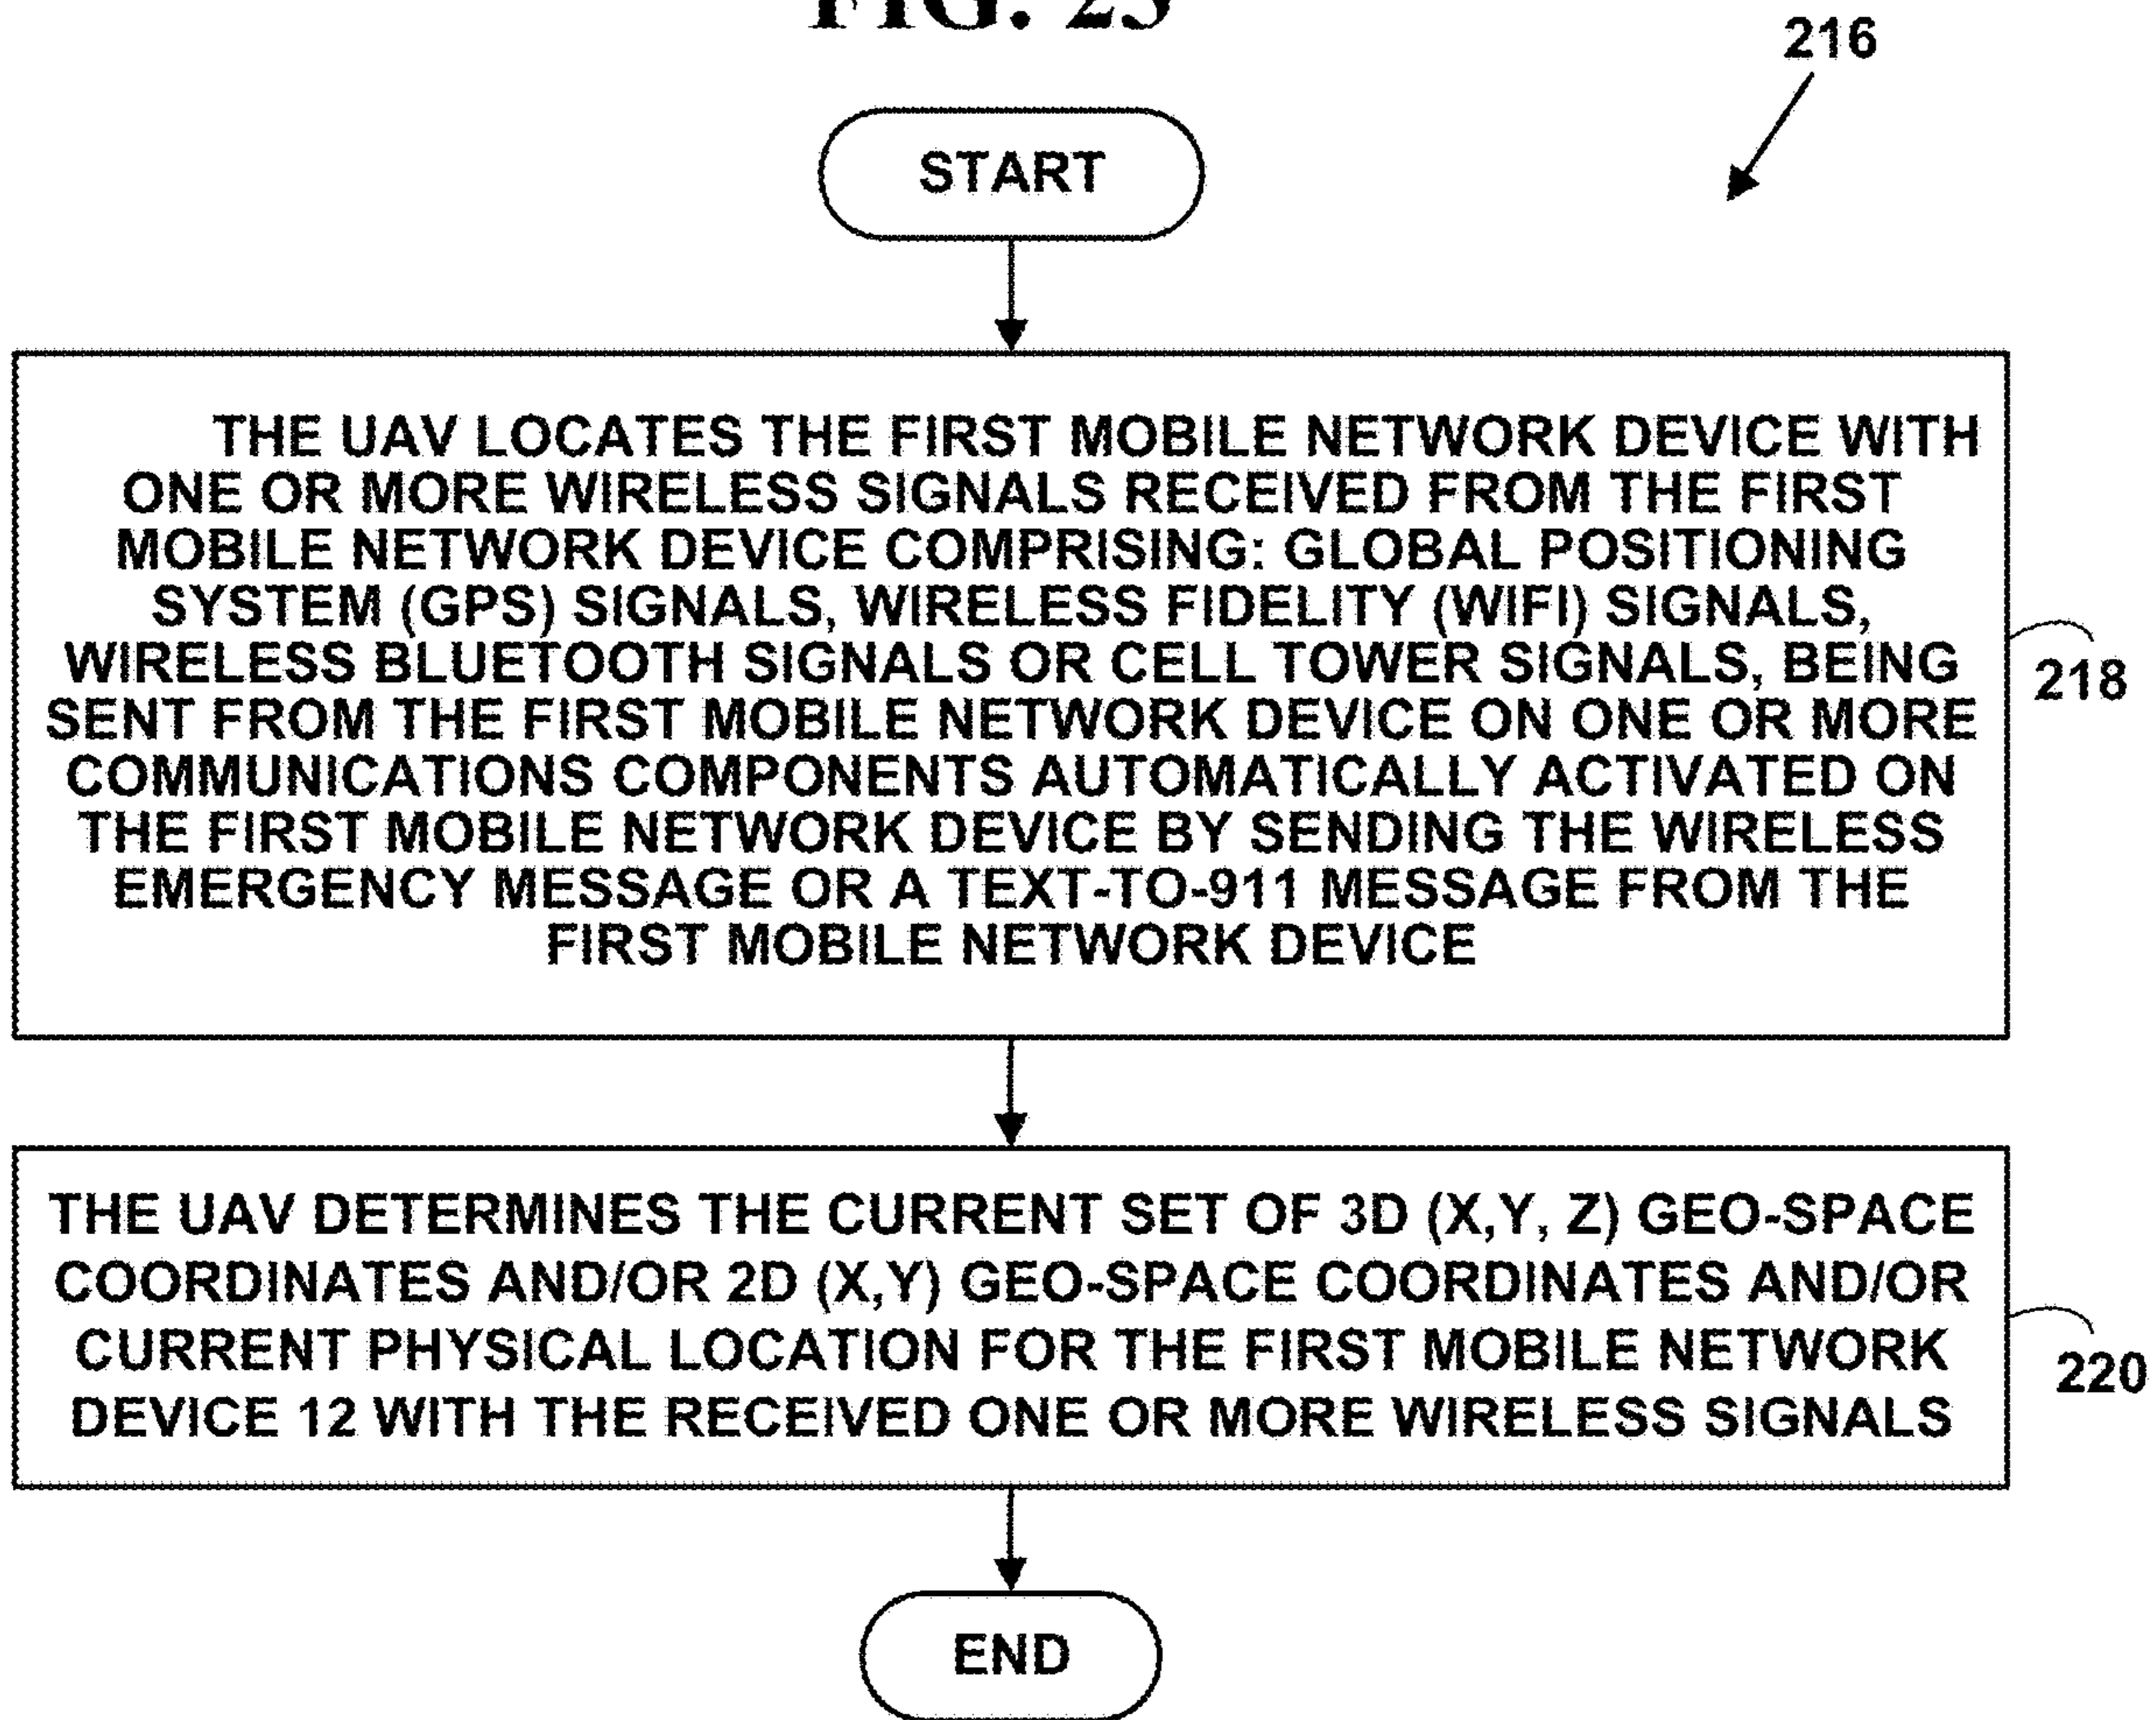 FIG.
216
START
THE UAV LOCATES THE FIRST MOBILE NETWORK DEVICE WITH
ONE OR MORE WIRELESS SIGNALS RECEIVED FROM THE FIRST
MOBILE NETWORK DEVICE COMPRISING: GLOBAL POSITIONING
SYSTEM (GPS) SIGNALS, WIRELESS FIDELITY (WIFI) SIGNALS,
WIRELESS BLUETOOTH SIGNALS OR CELL TOWER SIGNALS, BEING
SENT FROM THE FIRST MOBILE NETWORK DEVICE ON ONE OR MORE
COMMUNICATIONS COMPONENTS AUTOMATICALLY ACTIVATED ON
THE FIRST MOBILE NETWORK DEVICE BY SENDING THE WIRELESS
EMERGENCY MESSAGE OR A TEXT-TO-911 MESSAGE FROM THE
FIRST MOBILE NETWORK DEVICE
218
THE UAV DETERMINES THE CURRENT SET OF 3D (X,Y, Z) GEO-SPACE
COORDINATES AND/OR 2D (X,Y) GEO-SPACE COORDINATES AND/OR
CURRENT PHYSICAL LOCATION FOR THE FIRST MOBILE NETWORK
DEVICE 12 WITH THE RECEIVED ONE OR MORE WIRELESS SIGNALS
220
END